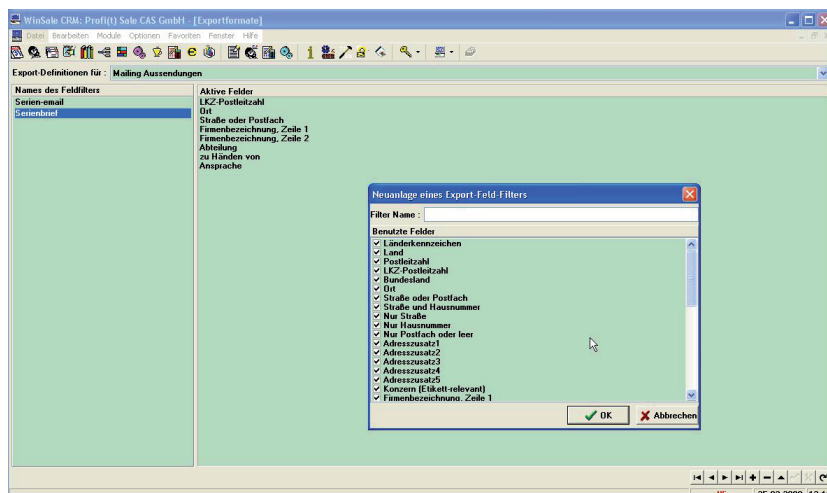 WinSale CRM: Profi(t) Sale CAS GmbH - [Exportformate]
Datei Bearbeiten Module Optionen Favoriten Fenster Hilfe
Export-Definitionen für : Mailing Aussendungen
Names des Feldfilters
Aktive Felder
Serien-email
Serienbrief
LKZ-Postleitzahl
Ort
Straße oder Postfach
Firmenbezeichnung, Zeile 1
Firmenbezeichnung, Zeile 2
Abteilung
zu Händen von
Ansprache
Neuanlage eines Export-Feld-Filters
Filter Name :
Benutzte Felder
Länderkennzeichen
Land
Postleitzahl
LKZ-Postleitzahl
Bundesland
Ort
Straße oder Postfach
Straße und Hausnummer
Nur Straße
Nur Hausnummer
Nur Postfach oder leer
Adresszusatz1
Adresszusatz2
Adresszusatz3
Adresszusatz4
Adresszusatz5
Konzern (Etikett-relevant)
Firmenbezeichnung, Zeile 1
OK
Abbrechen